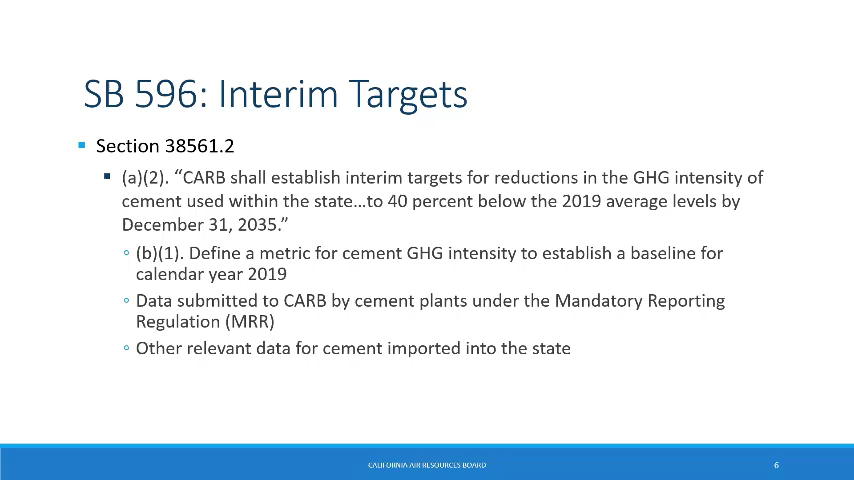 SB 596: Interim Targets
Section 38561.2
(a)(2). “CARB shall establish interim targets for reductions in the GHG intensity of
cement used within the state…to 40 percent below the 2019 average levels by
December 31, 2035.”
(b)(1). Define a metric for cement GHG intensity to establish a baseline for
calendar year 2019
Data submitted to CARB by cement plants under the Mandatory Reporting
Regulation (MRR)
Other relevant data for cement imported into the state
CALIFORNIA AIR RESOURCES BOARD
6